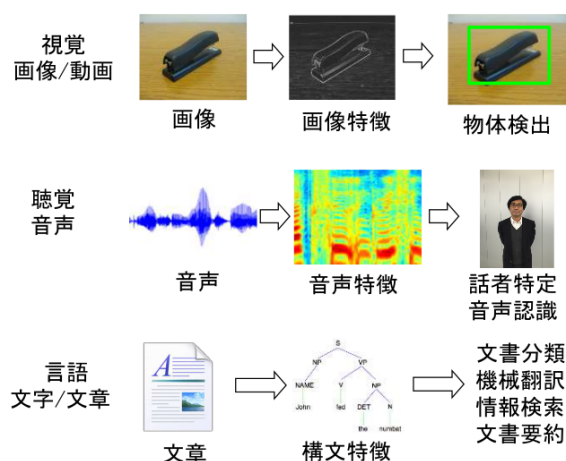 視覚
画像/動画
画像
画像特徴
物体検出
聴覚
音声
音声
音声特徴
話者特定
音声認識
言語
文字/文章
A
文章
S
NP VP
NAME V NP
John fed DET N
the numbat
構文特徴
文書分類
機械翻訳
情報検索
文書要約